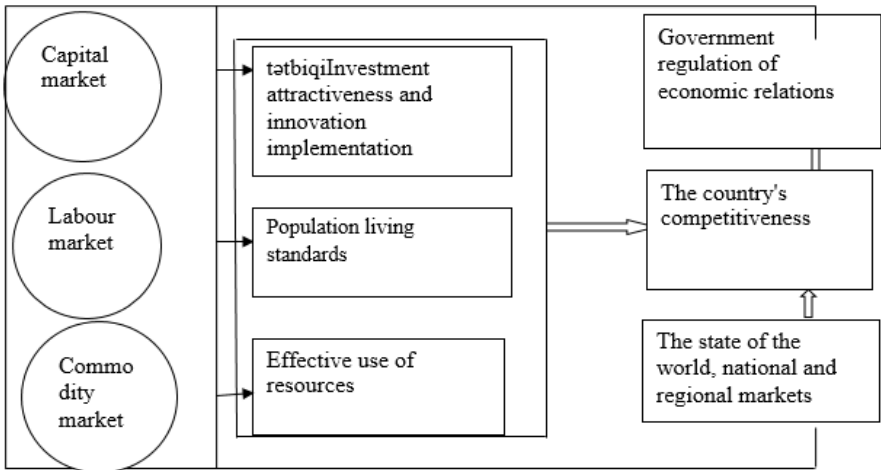 Capital
market
Labour
market
Commo
dity
market
tətbiqiInvestment
attractiveness and
innovation
implementation
Population living
standards
Effective use of
resources
Government
regulation of
economic relations
The country's
competitiveness
The state of the
world, national and
regional markets